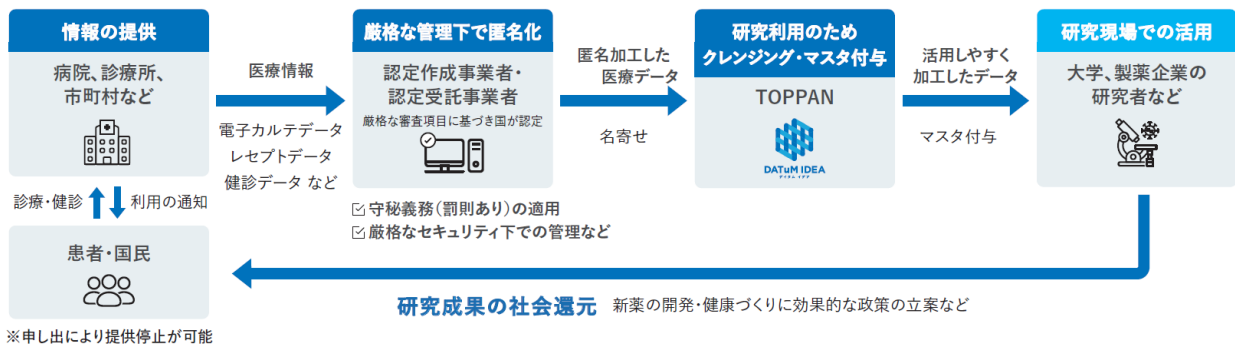 情報の提供
病院、診療所、
市町村など
診療・健診
利用の通知
患者・国民
※申し出により提供停止が可能
医療情報
電子カルテデータ
レセプトデータ
健診データ など
厳格な管理下で匿名化
認定作成事業者・
認定受託事業者
厳格な審査項目に基づき国が認定
守秘義務(罰則あり)の適用
厳格なセキュリティ下での管理など
匿名加工した
医療データ
名寄せ
研究利用のため
クレンジング・マスタ付与
TOPPAN
DATuM IDEA
デイタム イデア
活用しやすく
加工したデータ
マスタ付与
研究現場での活用
大学、製薬企業の
研究者など
研究成果の社会還元 新薬の開発・健康づくりに効果的な政策の立案など